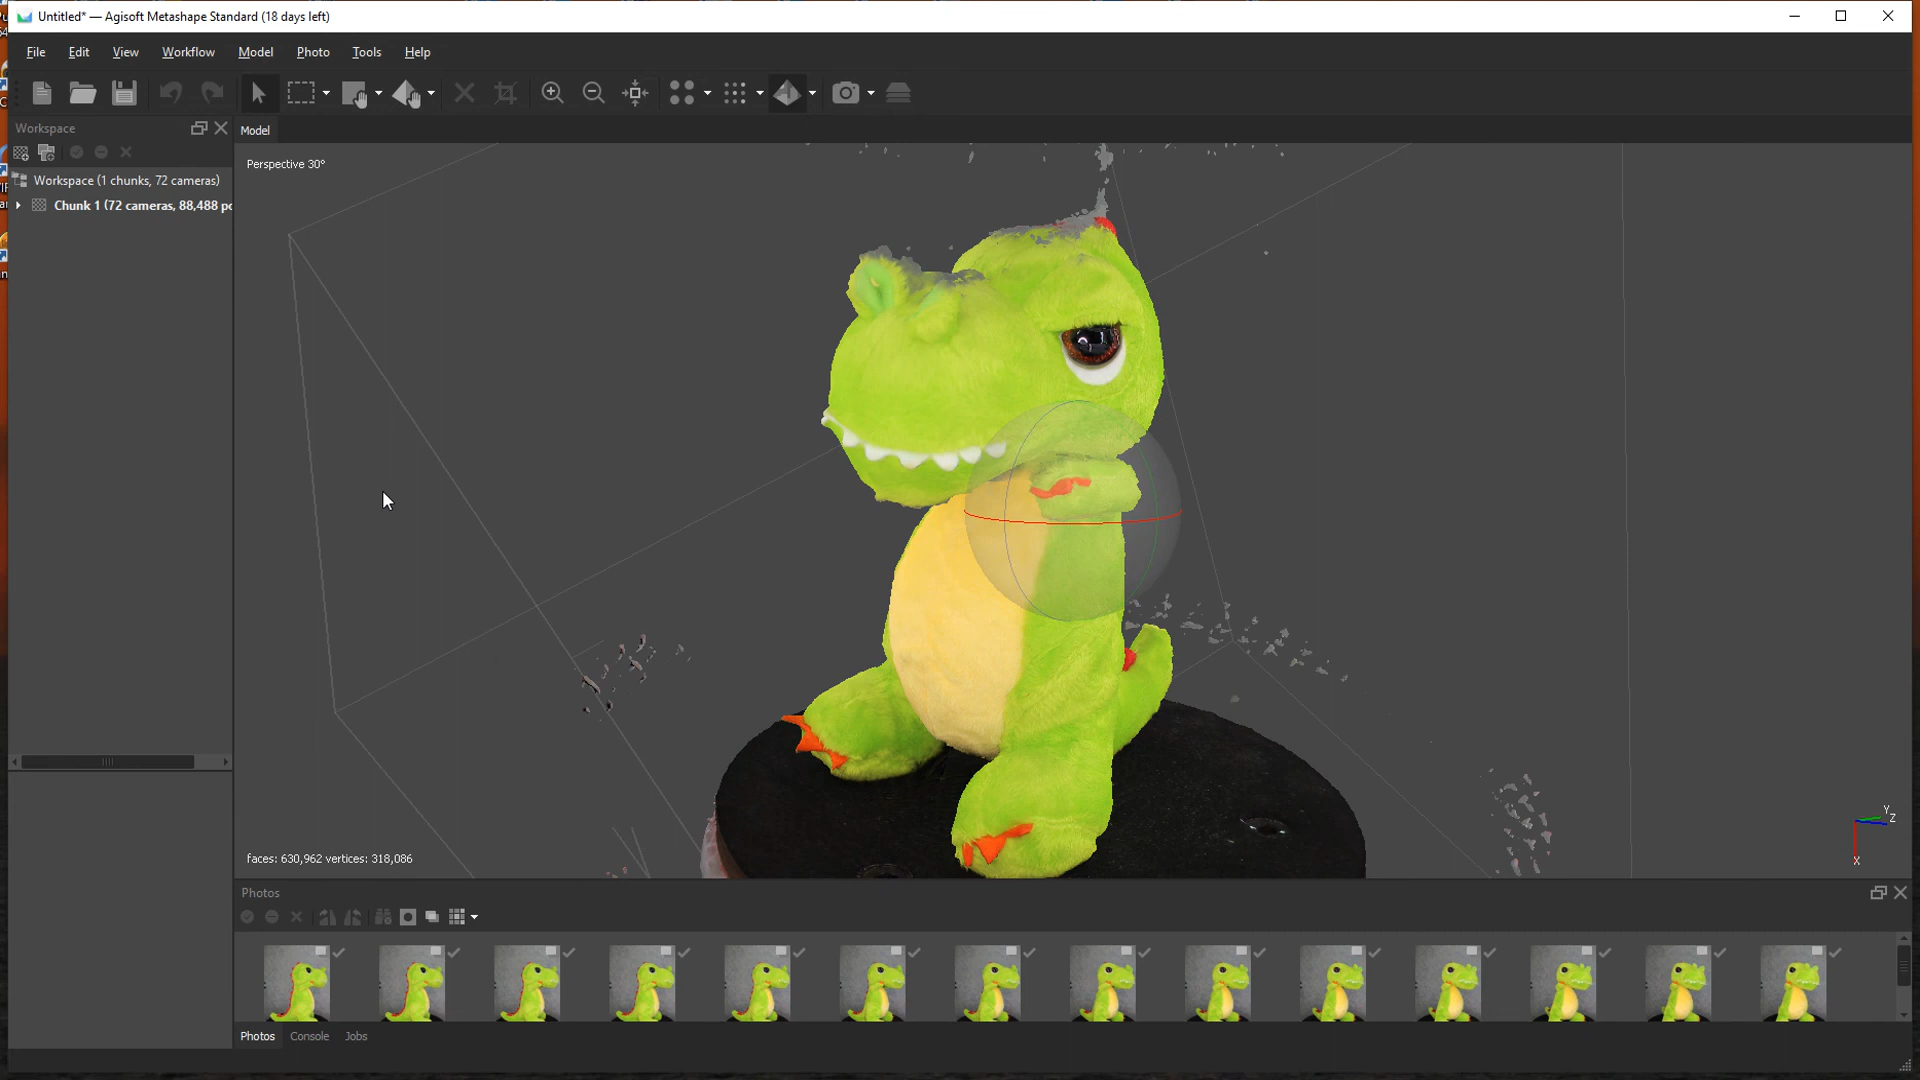 Untitled* — Agisoft Metashape Standard (18 days left)
File Edit View Workflow Model Photo Tools Help
Workspace
Model
Workspace (1 chunks, 72 cameras)
Chunk 1 (72 cameras, 88,488 po
Perspective 30°
Y
Z
X
faces: 630,962 vertices: 318,086
Photos
Photos Console Jobs